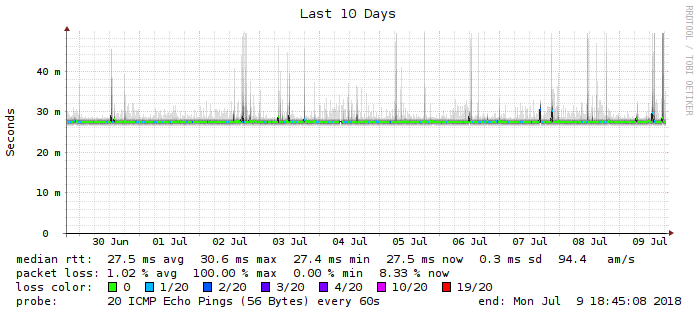 Last 10 Days
RRDTOOL / TOBI OETIKER
Seconds
40 m
30 m
20 m
10 m
0
30 Jun 01 Jul 02 Jul 03 Jul 04 Jul 05 Jul 06 Jul 07 Jul 08 Jul 09 Jul
median rtt: 27.5 ms avg 30.6 ms max 27.4 ms min 27.5 ms now 0.3 ms sd 94.4 am/s
packet loss: 1.02 % avg 100.00 % max 0.00 % min 8.33 % now
loss color: 0 1/20 2/20 3/20 4/20 10/20 19/20
probe: 20 ICMP Echo Pings (56 Bytes) every 60s end: Mon Jul 9 18:45:08 2018